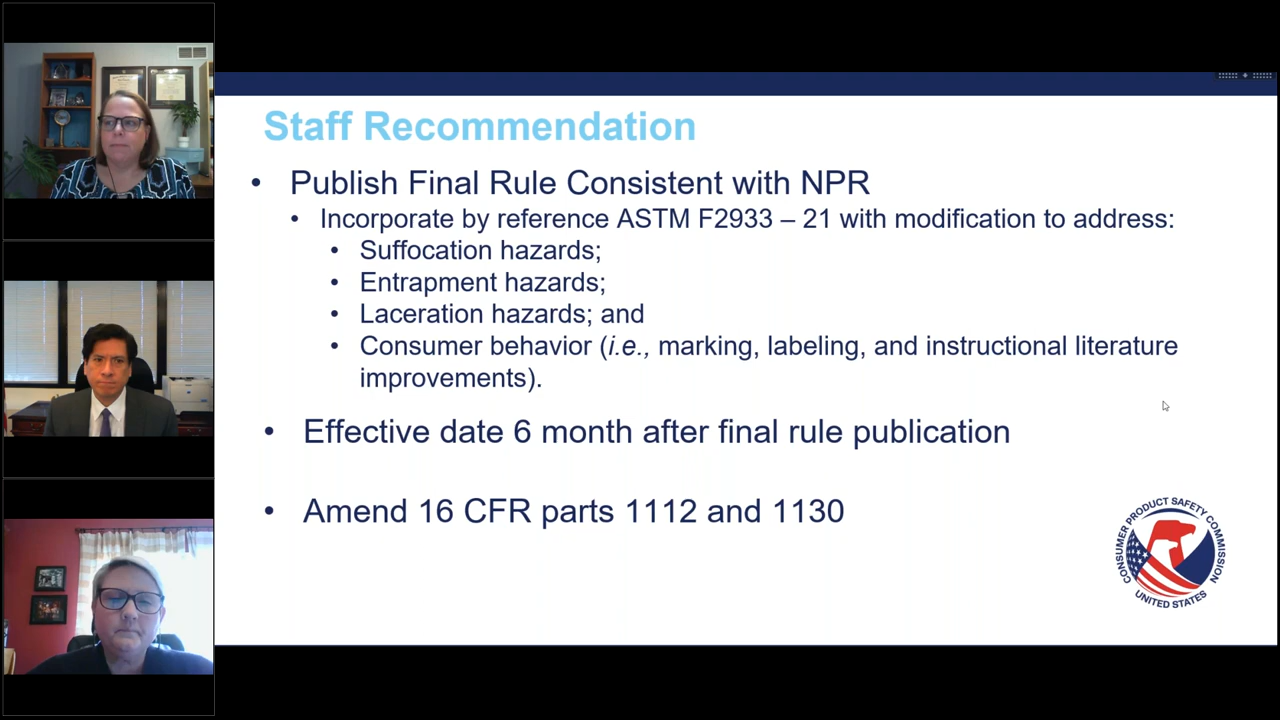 Staff Recommendation
• Publish Final Rule Consistent with NPR
• Incorporate by reference ASTM F2933 – 21 with modification to address:
• Suffocation hazards;
• Entrapment hazards;
• Laceration hazards; and
• Consumer behavior (i.e., marking, labeling, and instructional literature
improvements).
• Effective date 6 month after final rule publication
• Amend 16 CFR parts 1112 and 1130
CONSUMER PRODUCT SAFETY COMMISSION
UNITED STATES